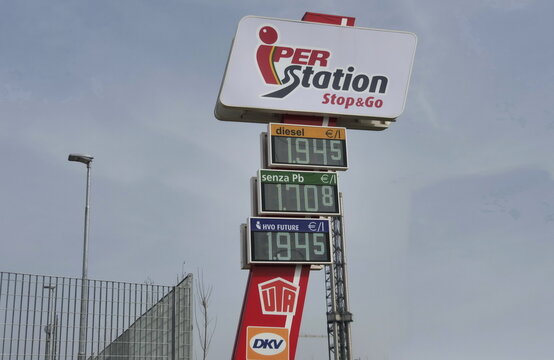 iPER
Station
Stop&Go
diesel €/l
1.945
senza Pb €/l
1.708
HVO FUTURE €/l
1.945
UTA
DKV